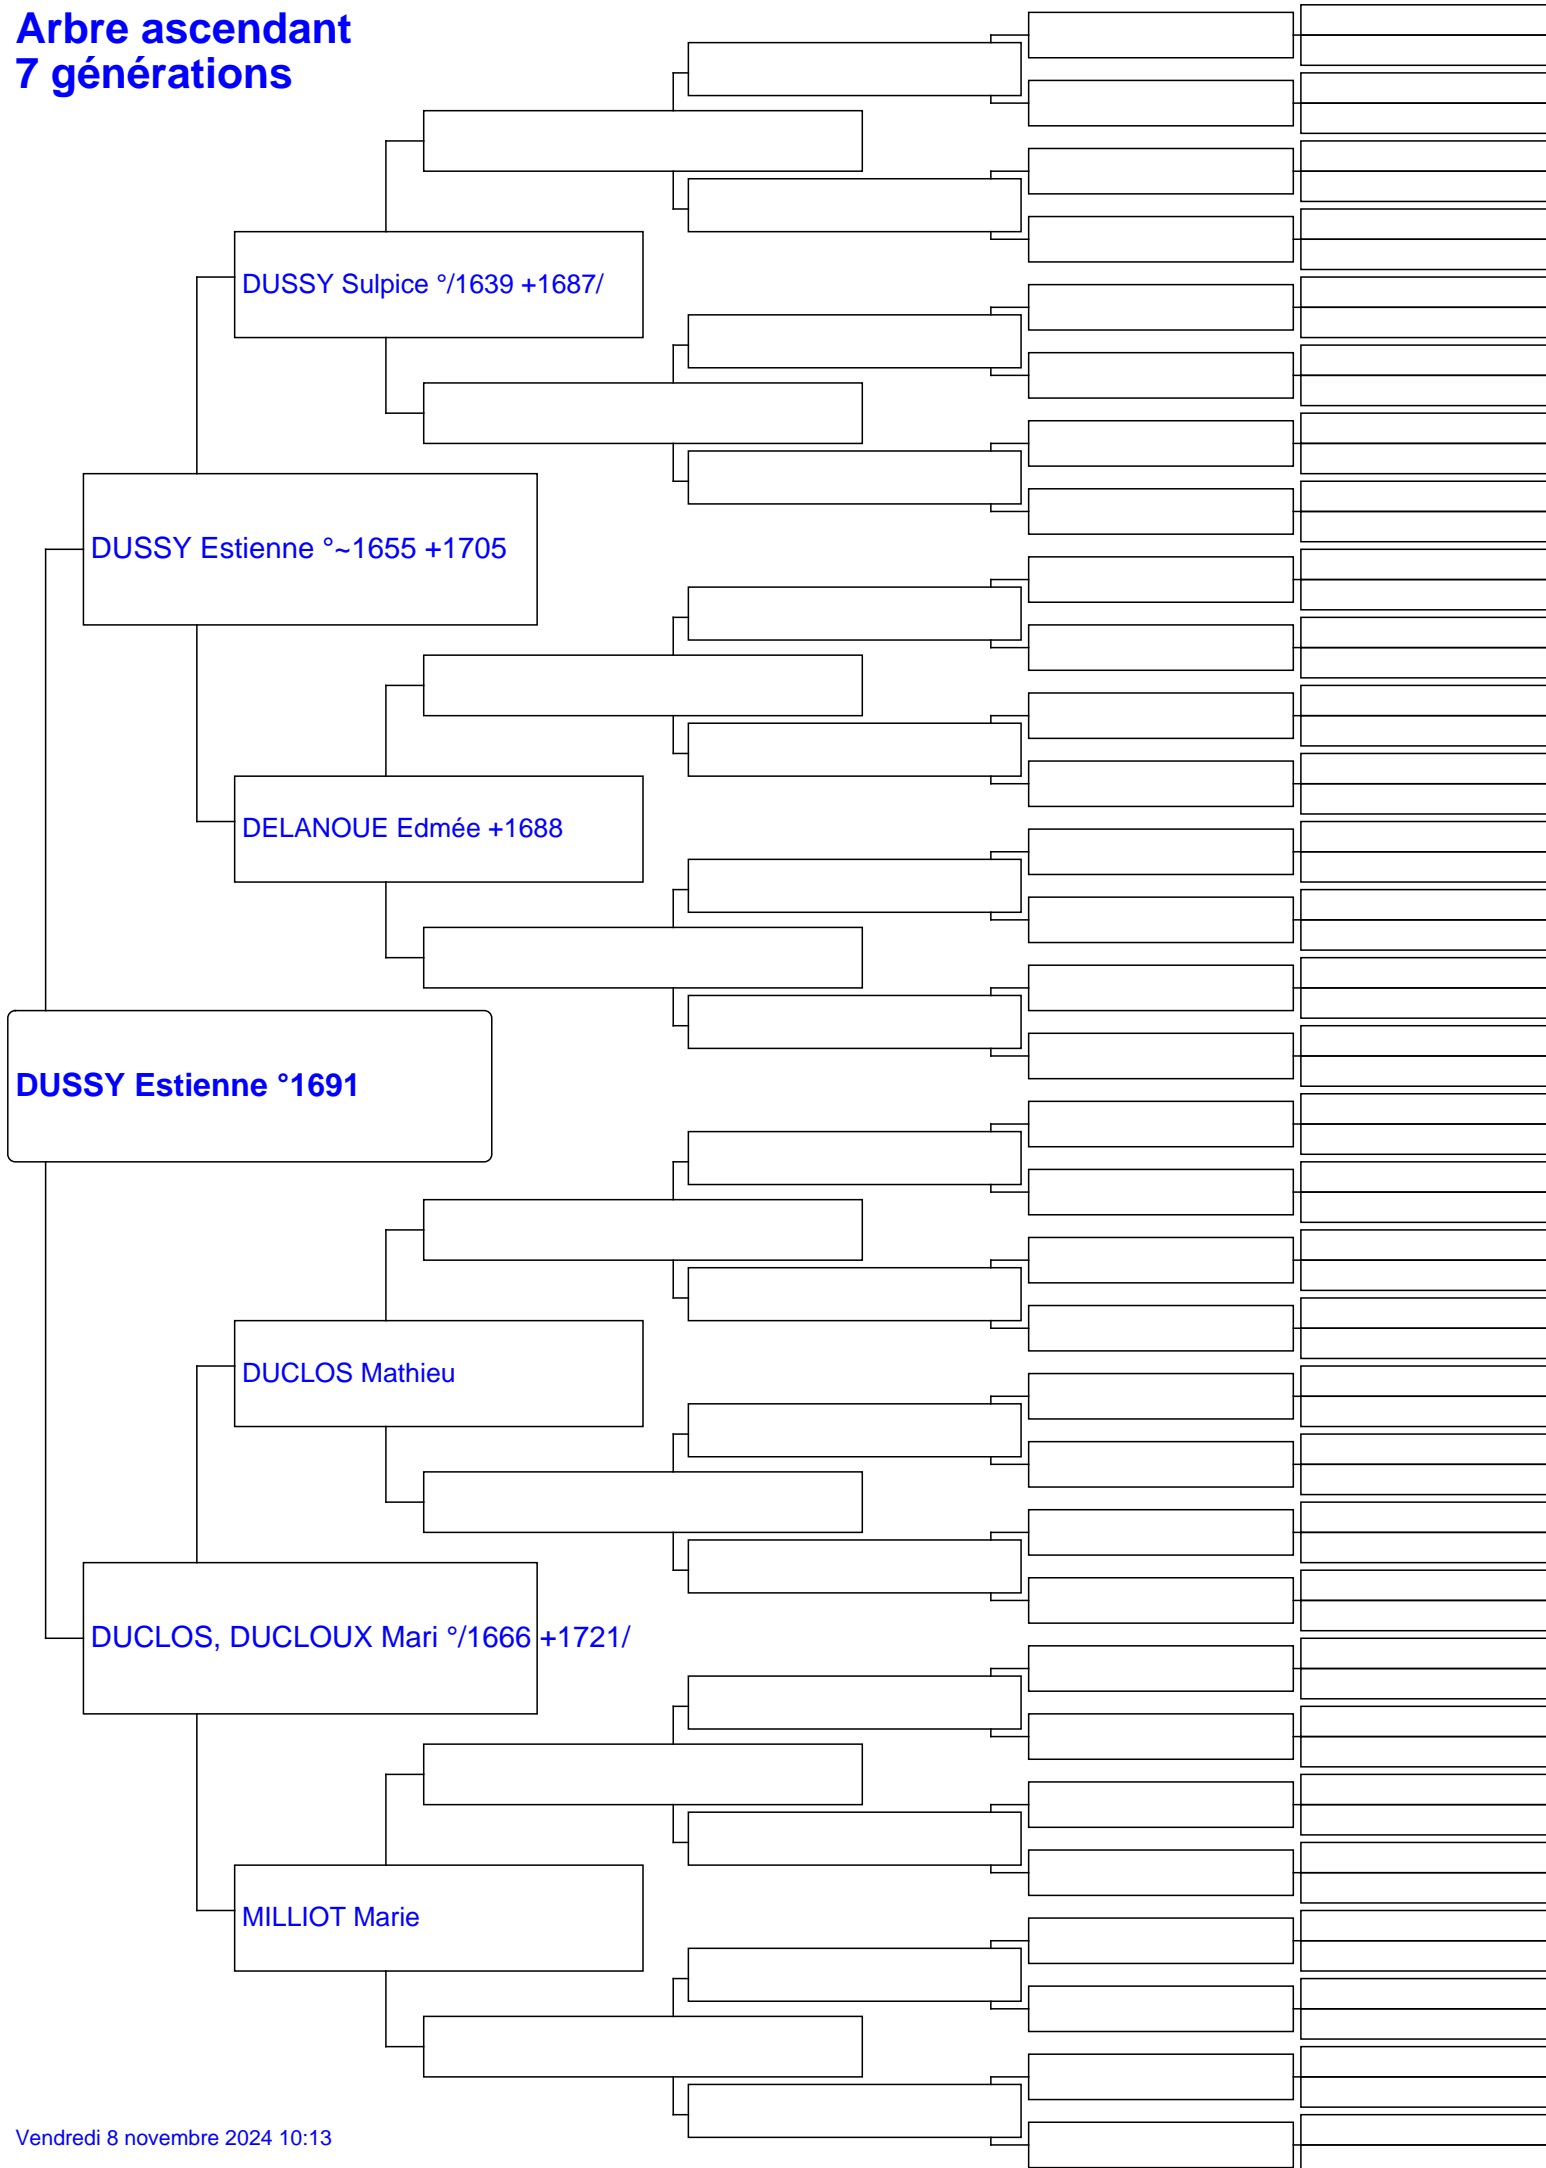 Arbre ascendant
7 générations
DUSSY Sulpice °/1639 +1687/
DUSSY Estienne °~1655 +1705
DELANOUE Edmée +1688
DUSSY Estienne °1691
DUCLOS Mathieu
DUCLOS, DUCLOUX Mari °/1666 +1721/
MILLIOT Marie
Vendredi 8 novembre 2024 10:13